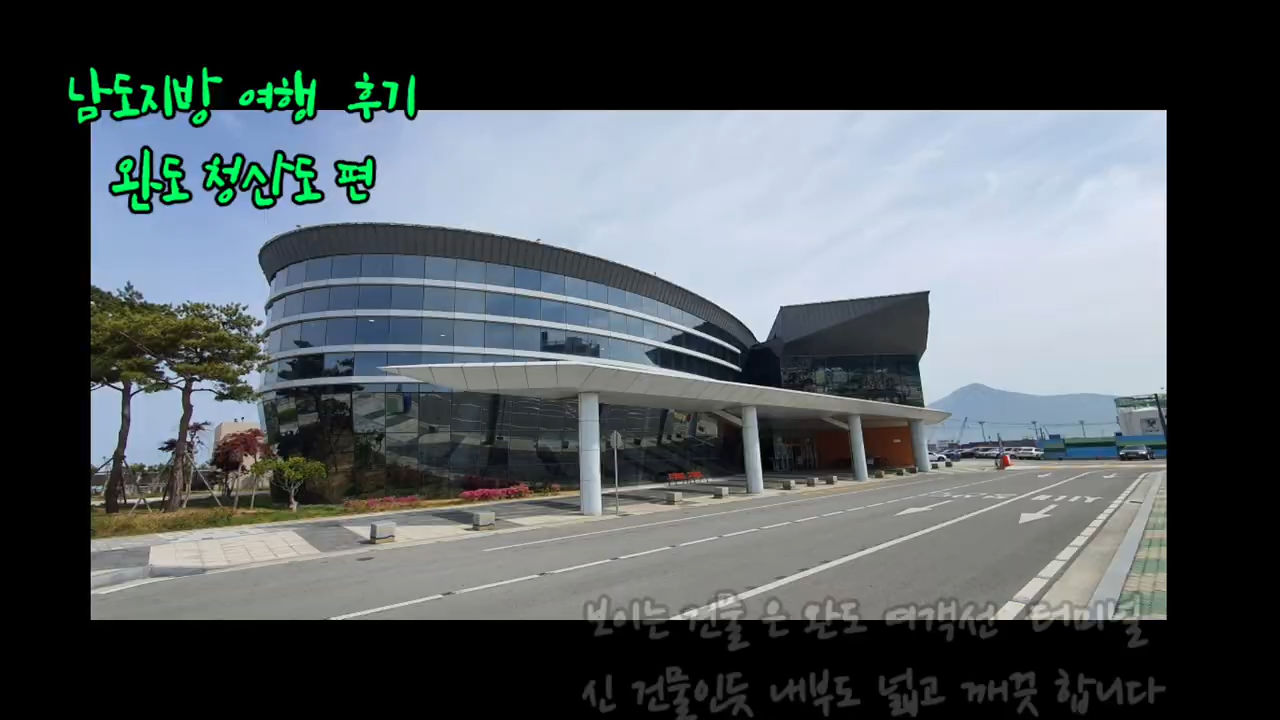 남도지방 여행 후기
완도 청산도 편
보이는 건물 은 완도 여객선 터미널
신 건물인듯 내부도 넓고 깨끗 합니다